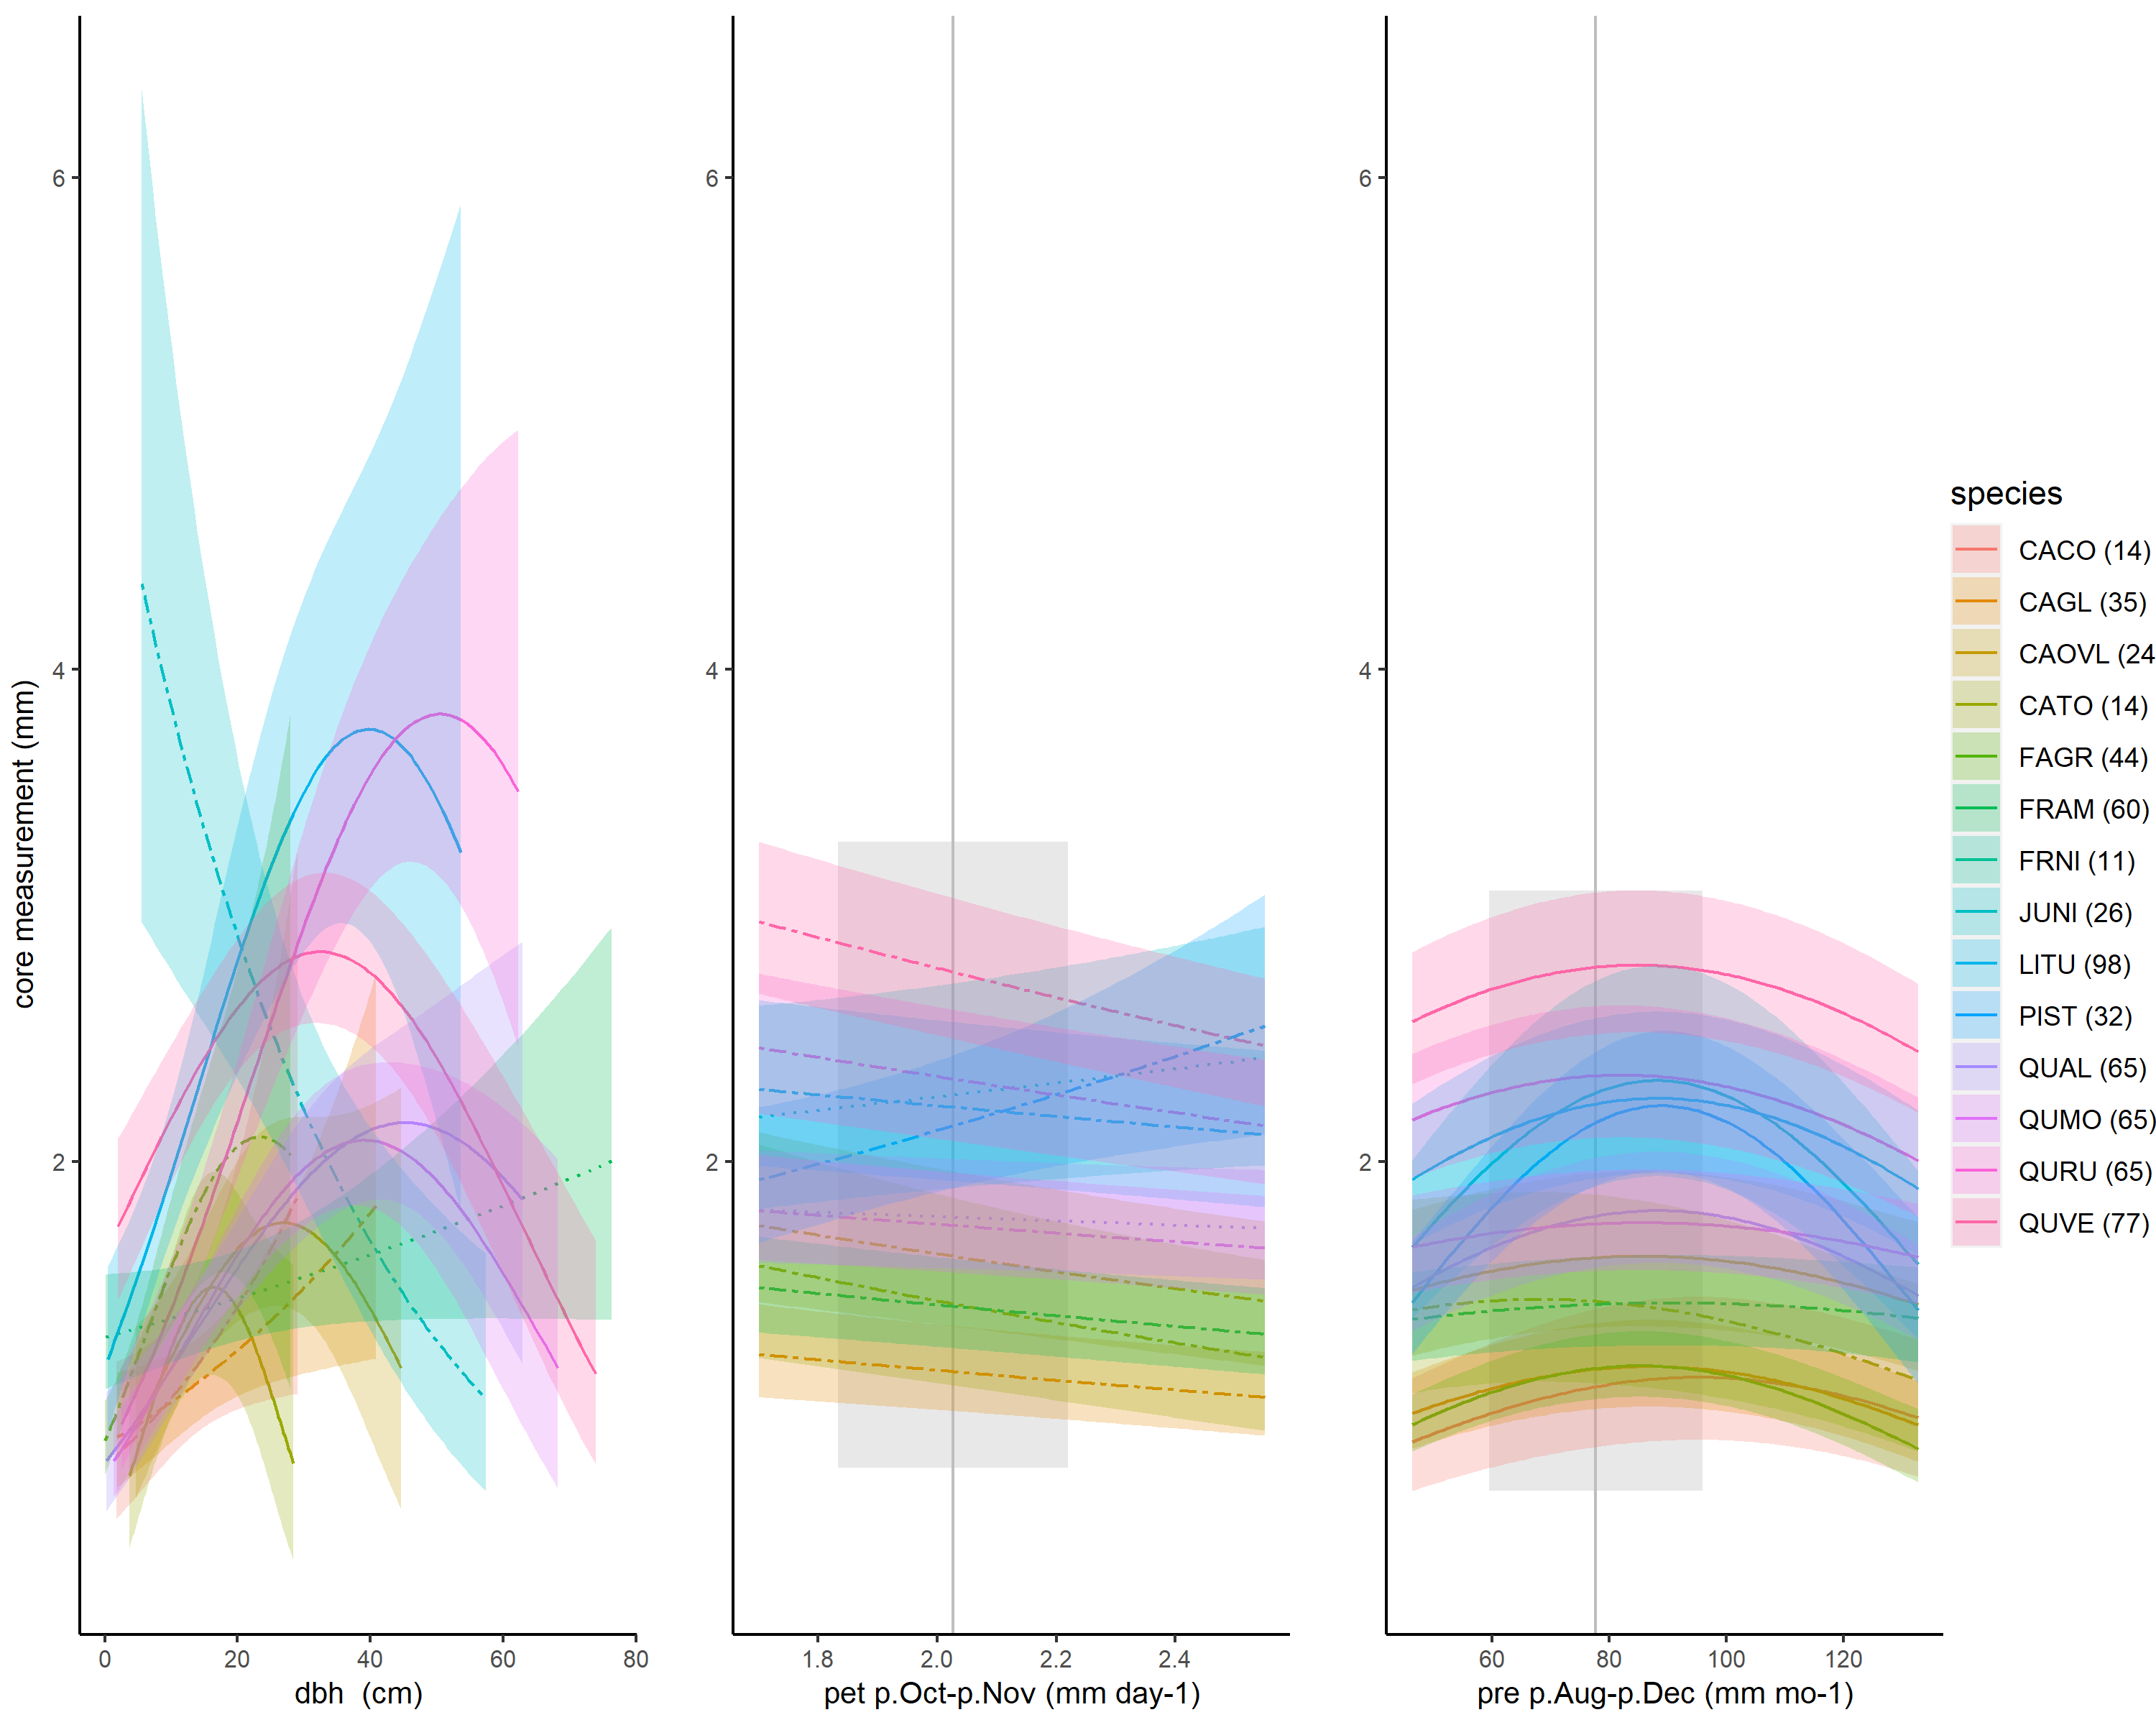 core measurement (mm)
6
4
2
0 20 40 60 80
dbh (cm)
6
4
2
1.8 2.0 2.2 2.4
pet p.Oct-p.Nov (mm day-1)
6
4
2
60 80 100 120
pre p.Aug-p.Dec (mm mo-1)
species
CACO (14)
CAGL (35)
CAOVL (24
CATO (14)
FAGR (44)
FRAM (60)
FRNI (11)
JUNI (26)
LITU (98)
PIST (32)
QUAL (65)
QUMO (65)
QURU (65)
QUVE (77)